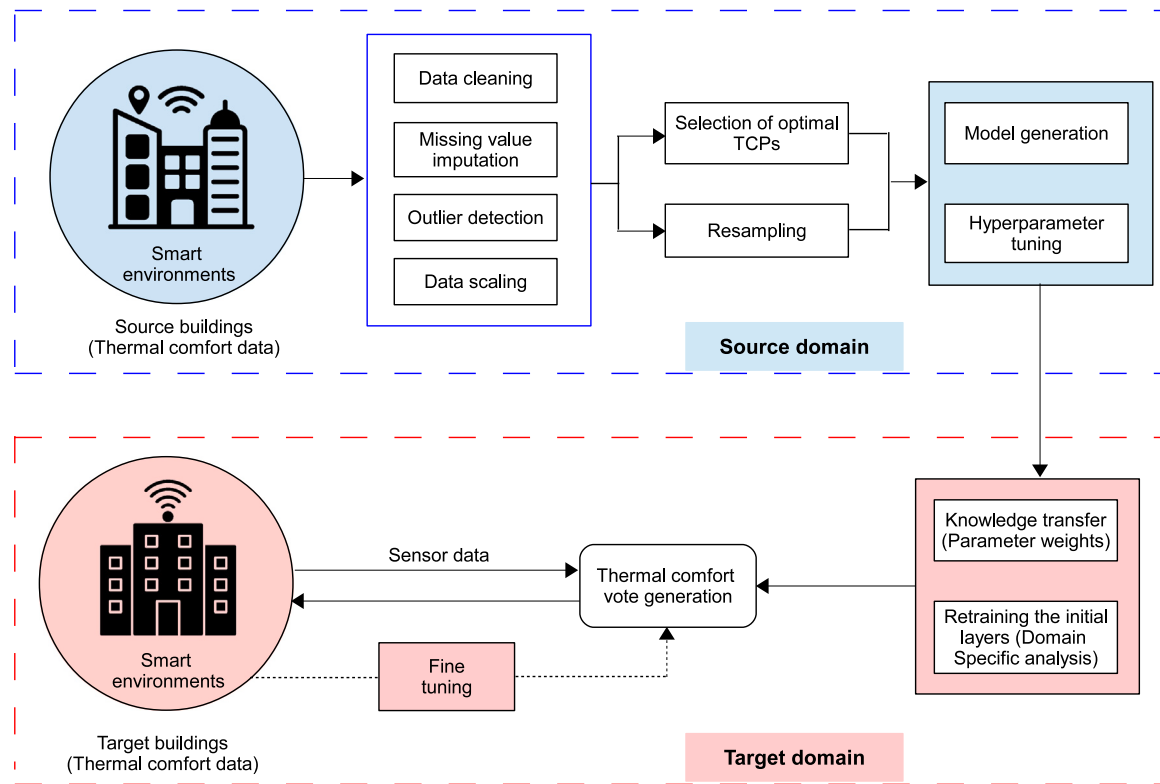 Smart
environments
Source buildings
(Thermal comfort data)
Data cleaning
Missing value
imputation
Outlier detection
Data scaling
Selection of optimal
TCPs
Resampling
Model generation
Hyperparameter
tuning
Source domain
Smart
environments
Target buildings
(Thermal comfort data)
Sensor data
Fine
tuning
Thermal comfort
vote generation
Knowledge transfer
(Parameter weights)
Retraining the initial
layers (Domain
Specific analysis)
Target domain